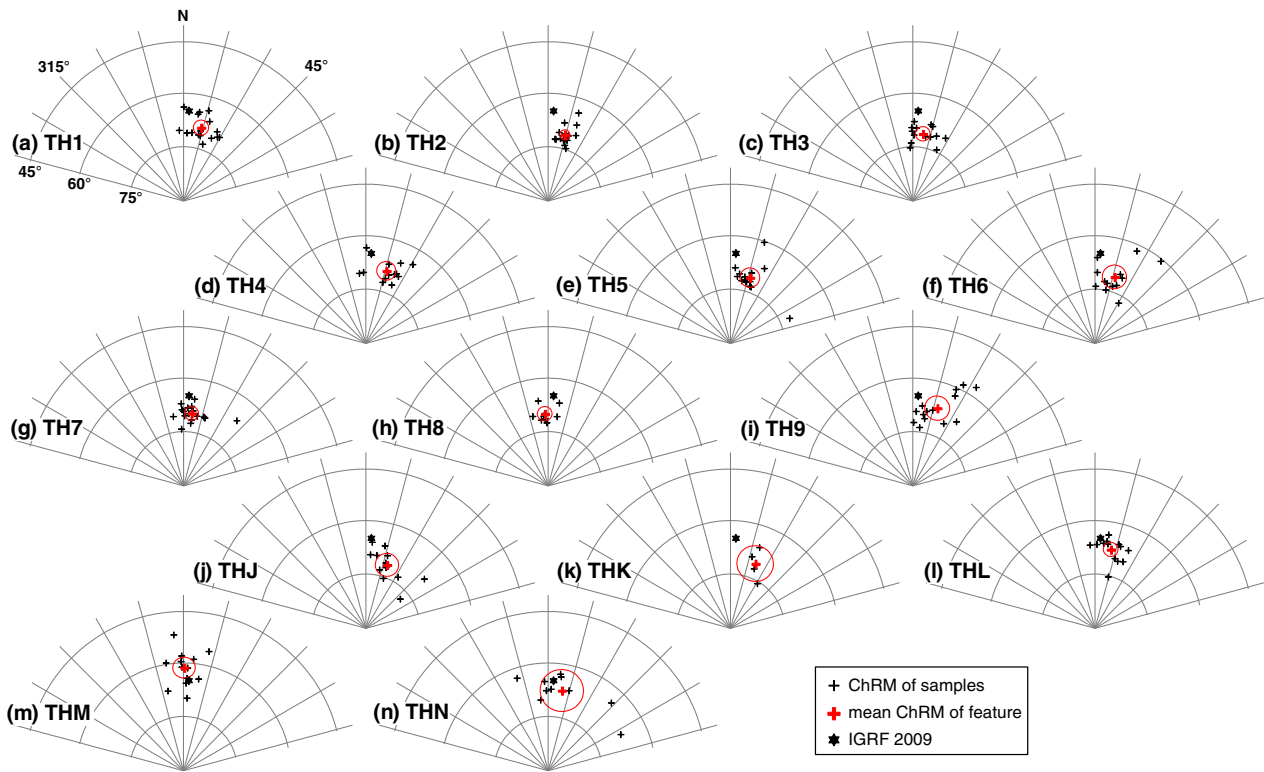 N
315°
45°
(a) TH1
(b) TH2
(c) TH3
45°
60°
75°
(d) TH4
(e) TH5
(f) TH6
(g) TH7
(h) TH8
(i) TH9
(j) THJ
(k) THK
(l) THL
(m) THM
(n) THN
ChRM of samples
mean ChRM of feature
IGRF 2009